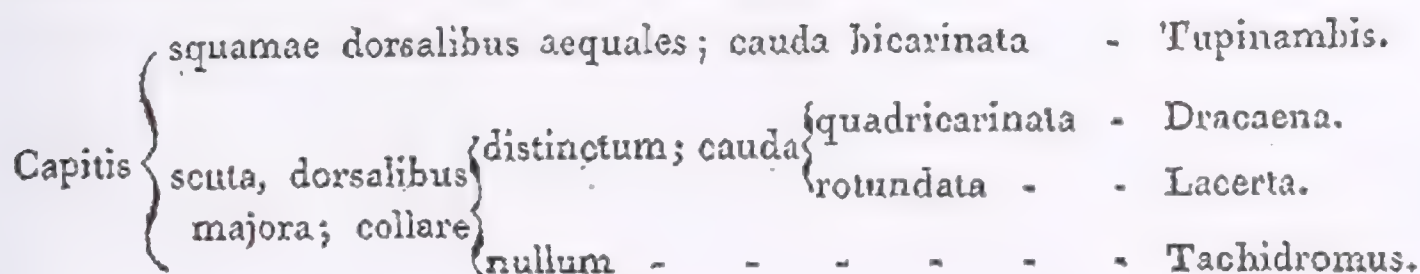 squamae dorsalibus aequales; cauda bicarinata - Tupinambis.
quadricarinata - Dracaena.
distinctum; cauda
Capitis
scuta, dorsalibus
rotundata - - Lacerta.
majora; collare
nullum - - - - - - Tachidromus.